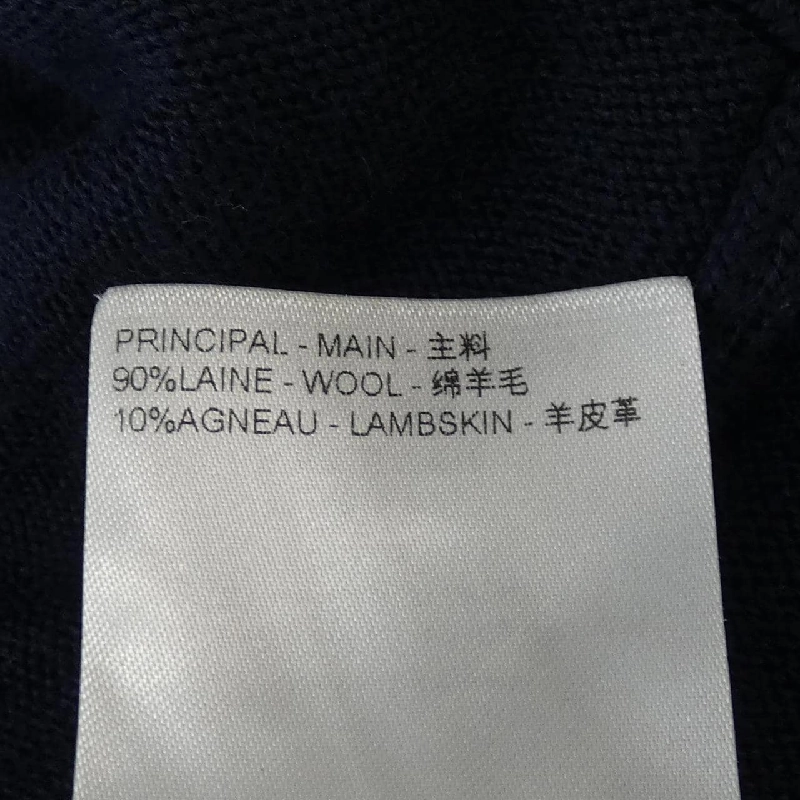 PRINCIPAL - MAIN - 主料
90%LAINE - WOOL - 绵羊毛
10%AGNEAU - LAMBSKIN - 羊皮革